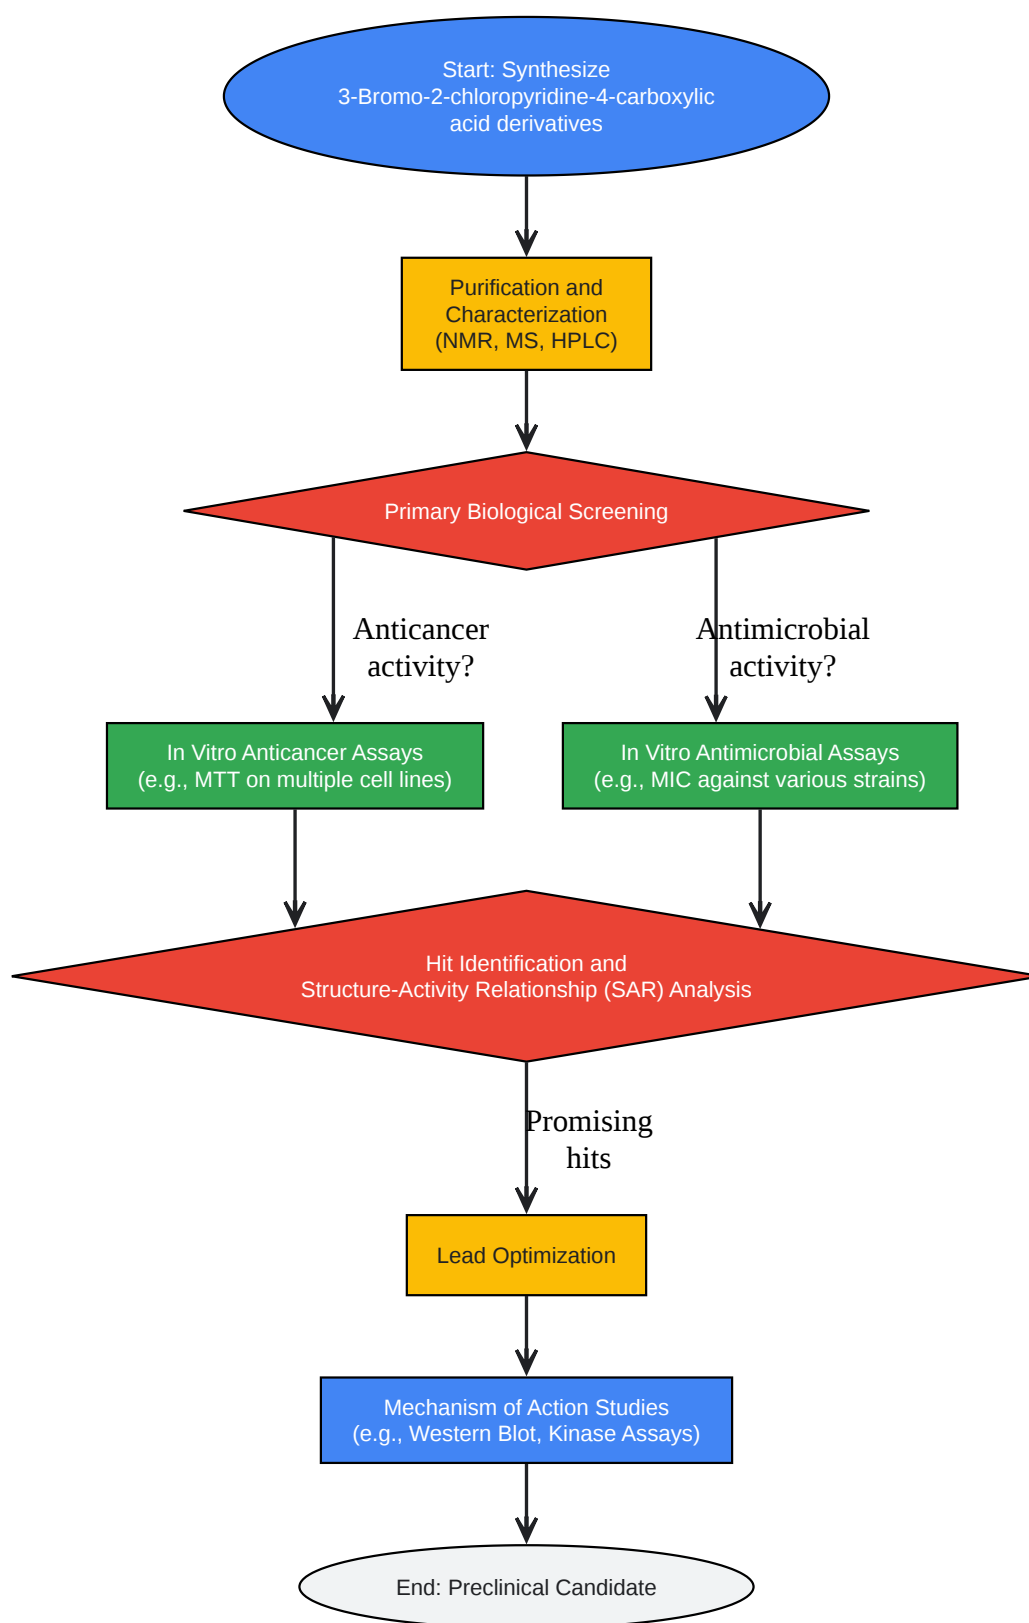 Start: Synthesize
3-Bromo-2-chloropyridine-4-carboxylic
acid derivatives
Purification and
Characterization
(NMR, MS, HPLC)
Primary Biological Screening
Anticancer
activity?
Antimicrobial
activity?
In Vitro Anticancer Assays
(e.g., MTT on multiple cell lines)
In Vitro Antimicrobial Assays
(e.g., MIC against various strains)
Hit Identification and
Structure-Activity Relationship (SAR) Analysis
Promising
hits
Lead Optimization
Mechanism of Action Studies
(e.g., Western Blot, Kinase Assays)
End: Preclinical Candidate